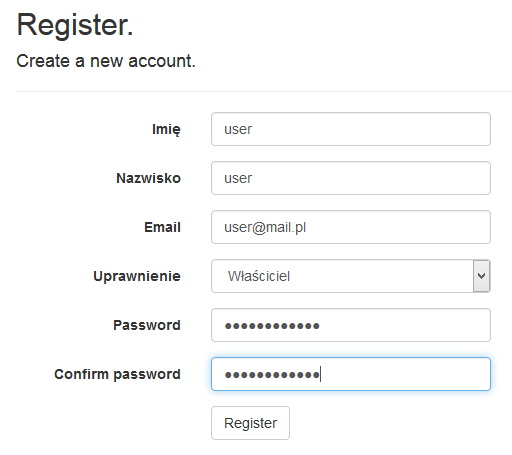 Register.
Create a new account.
Imię user
Nazwisko user
Email user@mail.pl
Uprawnienie Właściciel
Password ●●●●●●●●●●●●
Confirm password ●●●●●●●●●●●●
Register